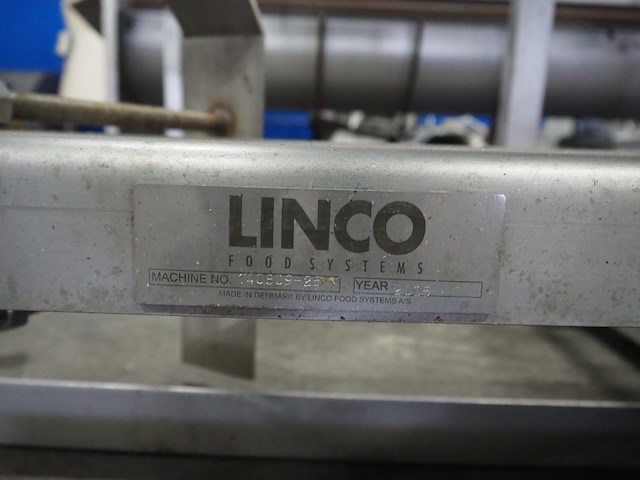 LINCO
FOOD SYSTEMS
MACHINE NO.
YEAR
MADE IN DENMARK BY LINCO FOOD SYSTEMS A/S